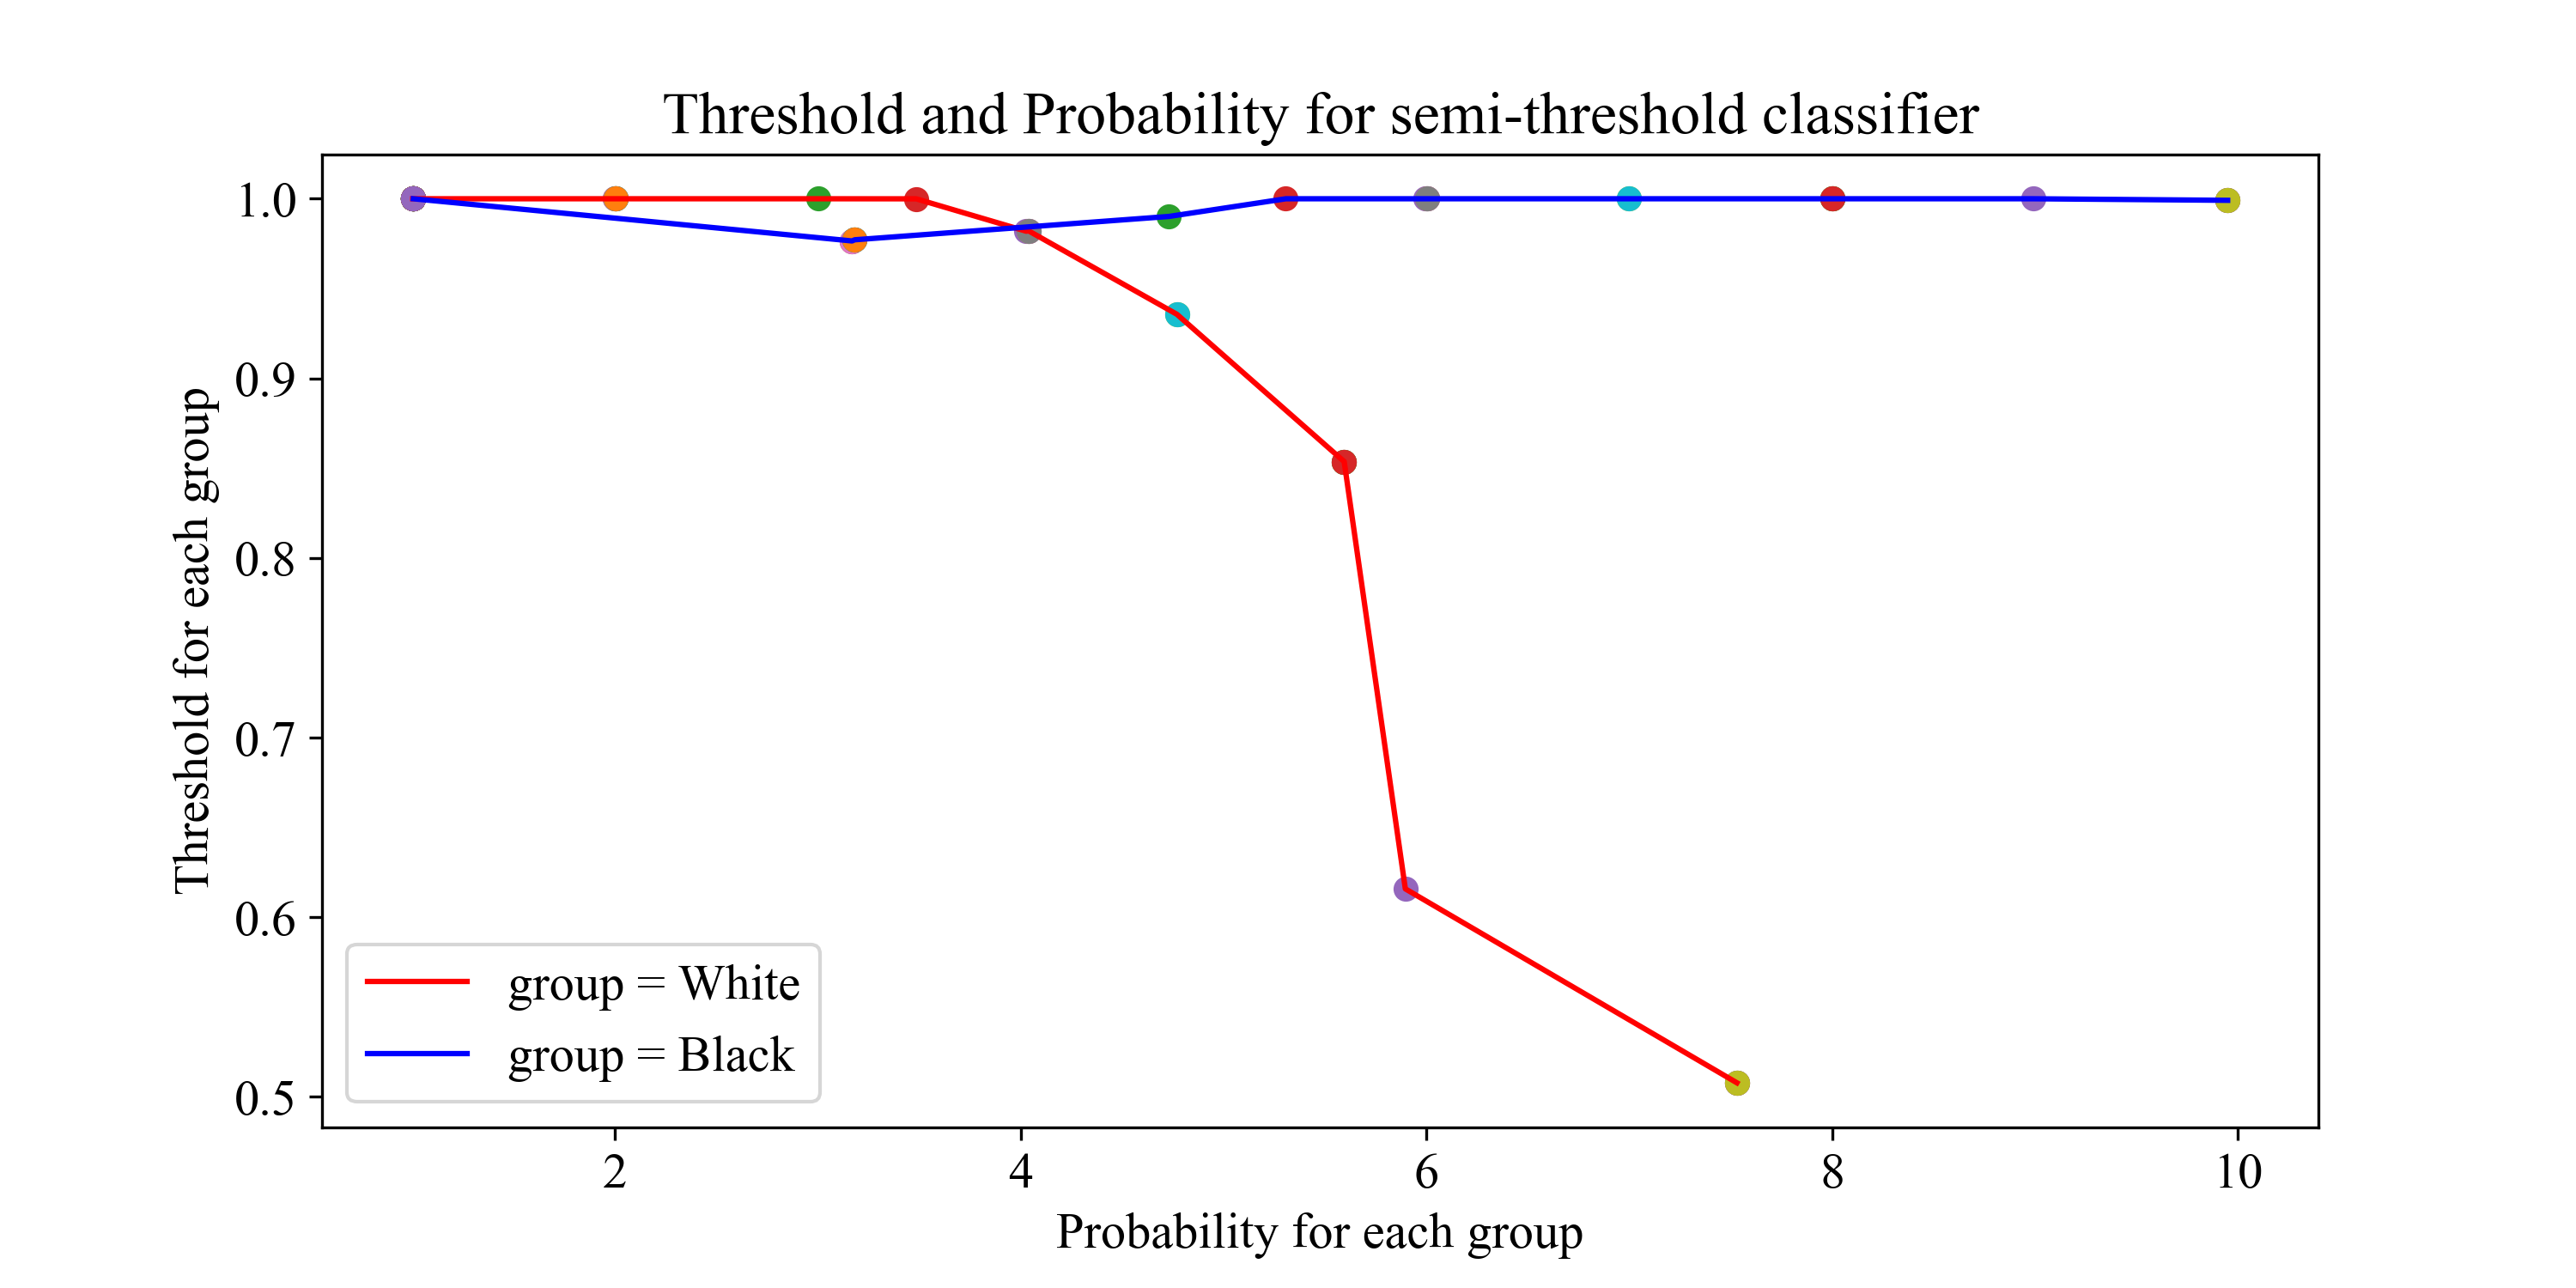 Threshold and Probability for semi-threshold classifier
1.0
0.9
0.8
0.7
0.6
0.5
Threshold for each group
group = White
group = Black
2 4 6 8 10
Probability for each group